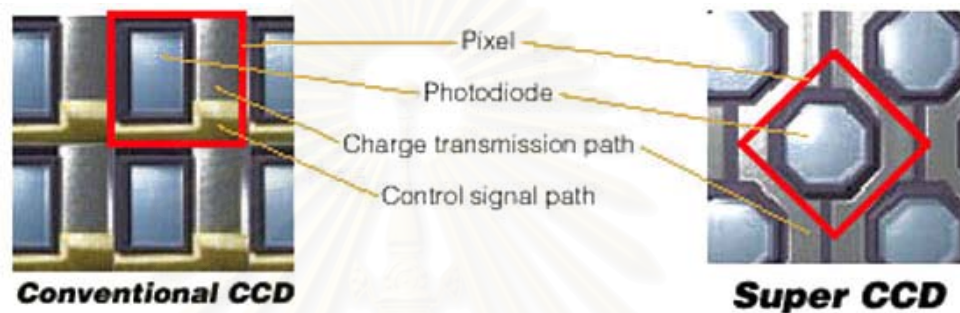 Pixel
Photodiode
Charge transmission path
Control signal path
Conventional CCD
Super CCD